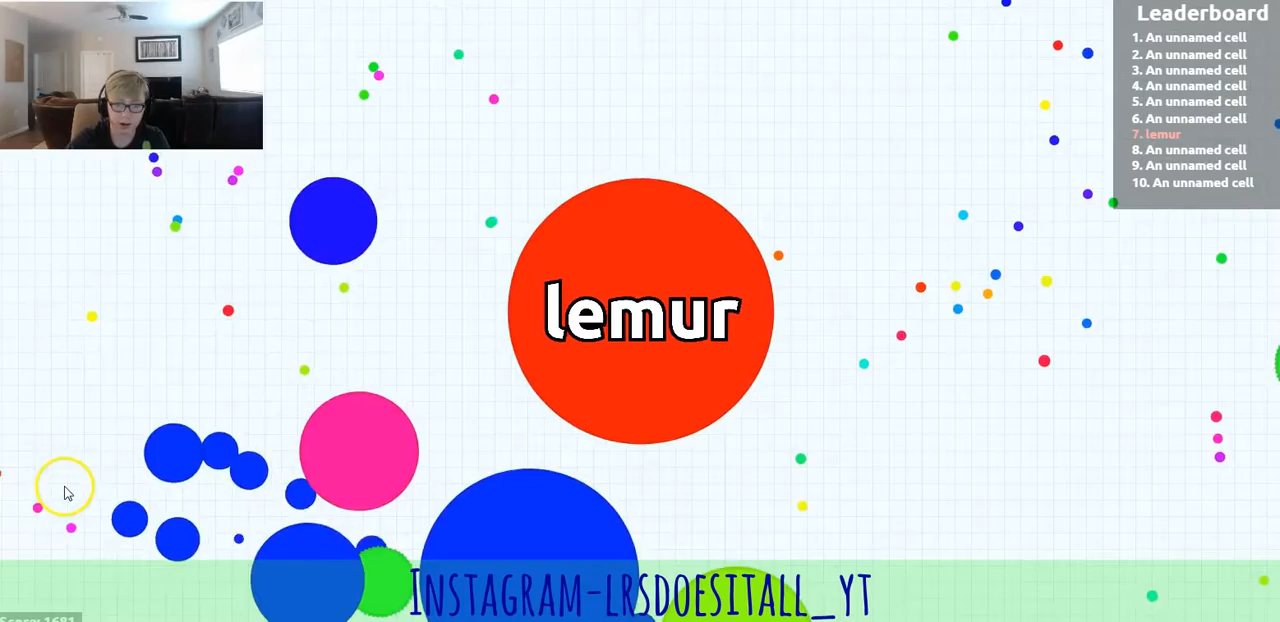 Leaderboard
1. An unnamed cell
2. An unnamed cell
3. An unnamed cell
4. An unnamed cell
5. An unnamed cell
6. An unnamed cell
7. lemur
8. An unnamed cell
9. An unnamed cell
10. An unnamed cell
lemur
INSTAGRAM-LRSDOESITALL_YT
Score: 1681